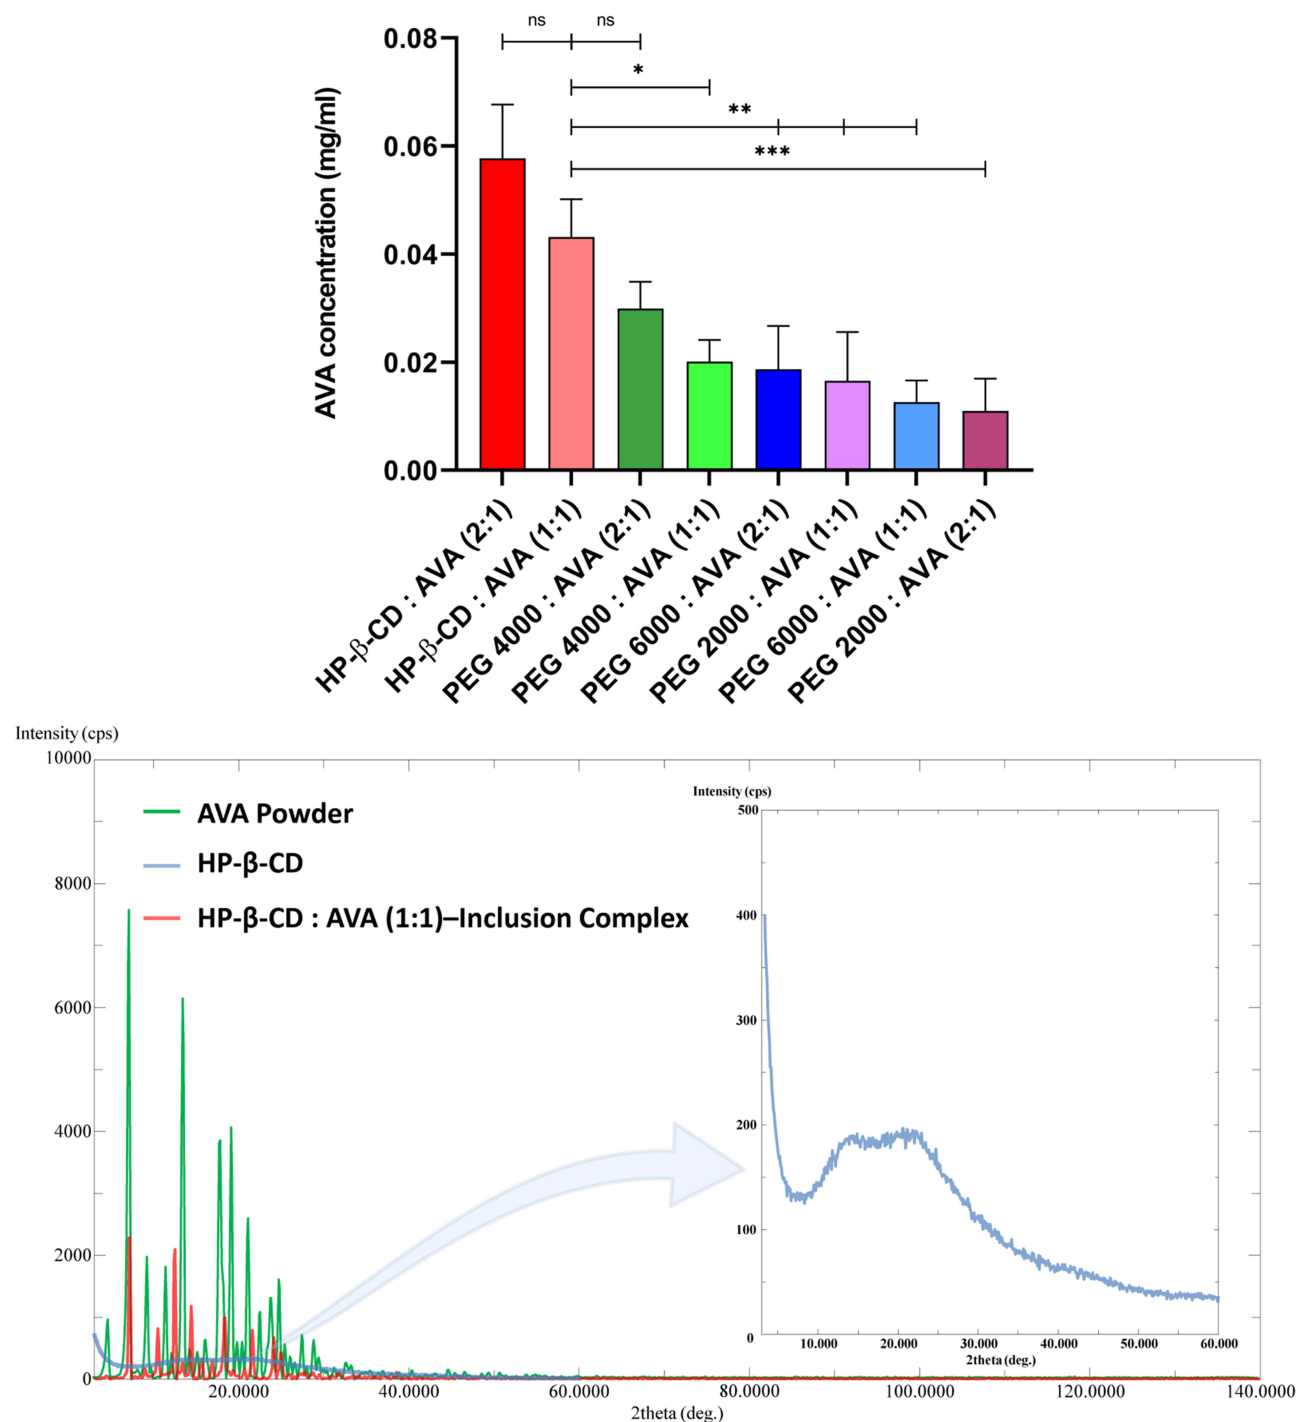 ns
ns
*
**
***
0.08
0.06
0.04
0.02
0.00
AVA concentration (mg/ml)
HP-β-CD : AVA (2:1)
HP-β-CD : AVA (1:1)
PEG 4000 : AVA (2:1)
PEG 4000 : AVA (1:1)
PEG 6000 : AVA (2:1)
PEG 2000 : AVA (1:1)
PEG 6000 : AVA (1:1)
PEG 2000 : AVA (2:1)
Intensity (cps)
10000
8000
6000
4000
2000
0
AVA Powder
HP-β-CD
HP-β-CD : AVA (1:1)–Inclusion Complex
20.0000
40.0000
60.0000
80.0000
100.0000
120.0000
140.0000
2theta (deg.)
Intensity (cps)
500
400
300
200
100
0
10.000
20.000
30.000
40.000
50.000
60.000
2theta (deg.)